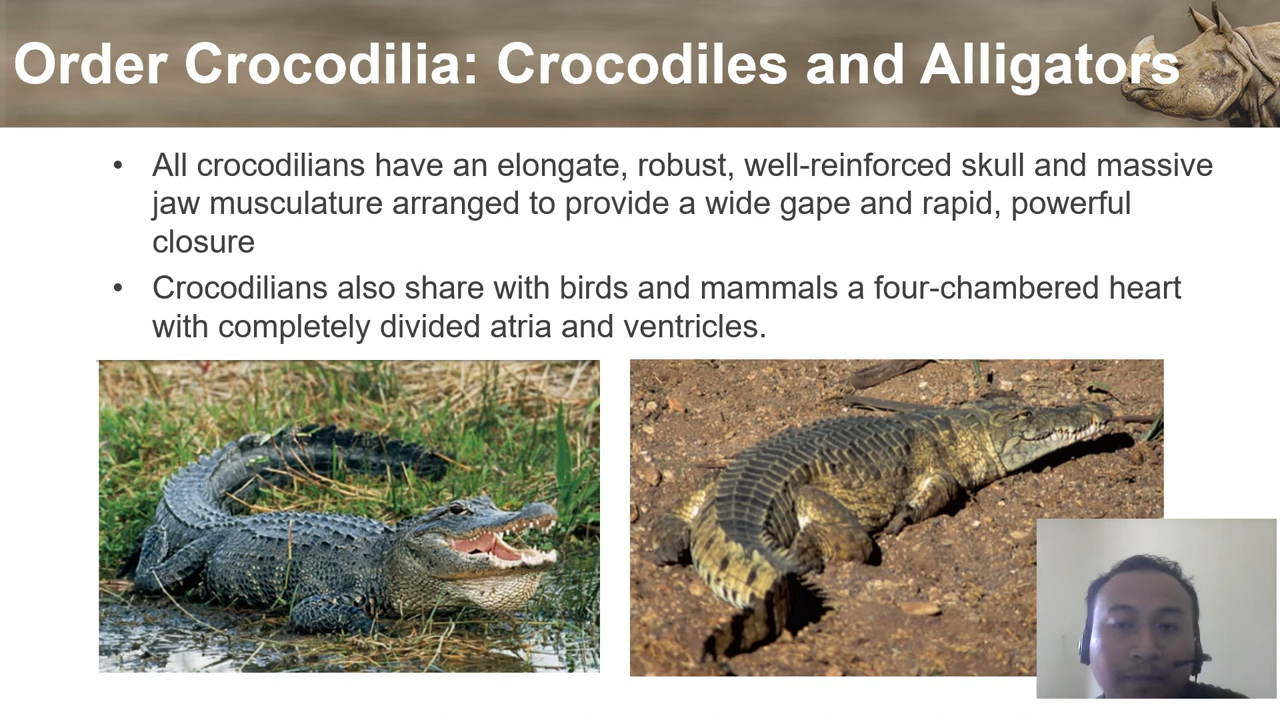 Order Crocodilia: Crocodiles and Alligators
• All crocodilians have an elongate, robust, well-reinforced skull and massive
jaw musculature arranged to provide a wide gape and rapid, powerful
closure
• Crocodilians also share with birds and mammals a four-chambered heart
with completely divided atria and ventricles.